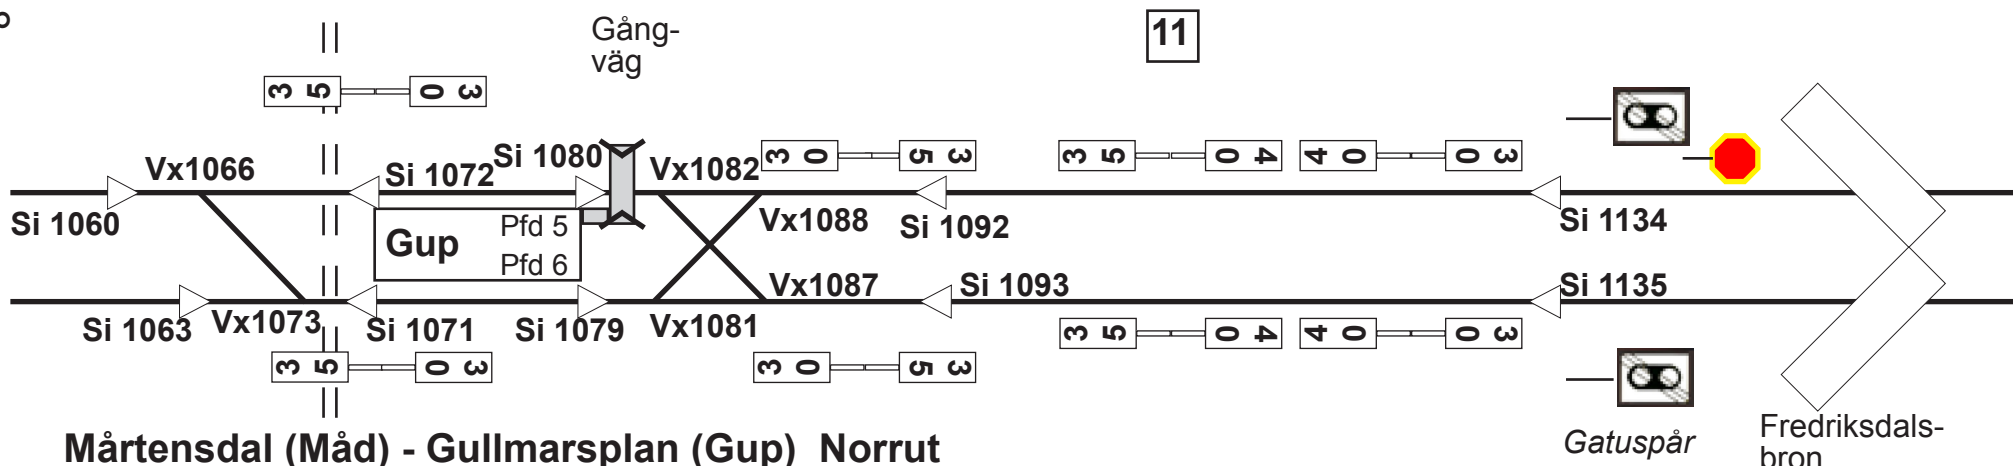 Gång-
väg
11
35 03
30 53
35 04
40 03
Vx1066
Si 1072
Si 1080
Vx1082
Si 1060
Gup
Pfd 5
Pfd 6
Vx1088
Si 1092
Si 1134
Si 1063
Vx1073
Si 1071
Si 1079
Vx1081
Vx1087
Si 1093
Si 1135
35 04
40 03
35 03
30 53
Mårtensdal (Måd) - Gullmarsplan (Gup) Norrut
Gatuspår
Fredriksdals-
bron